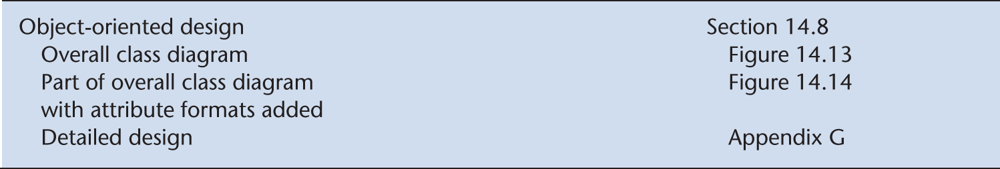 Object-oriented design Section 14.8
Overall class diagram Figure 14.13
Part of overall class diagram Figure 14.14
with attribute formats added
Detailed design Appendix G